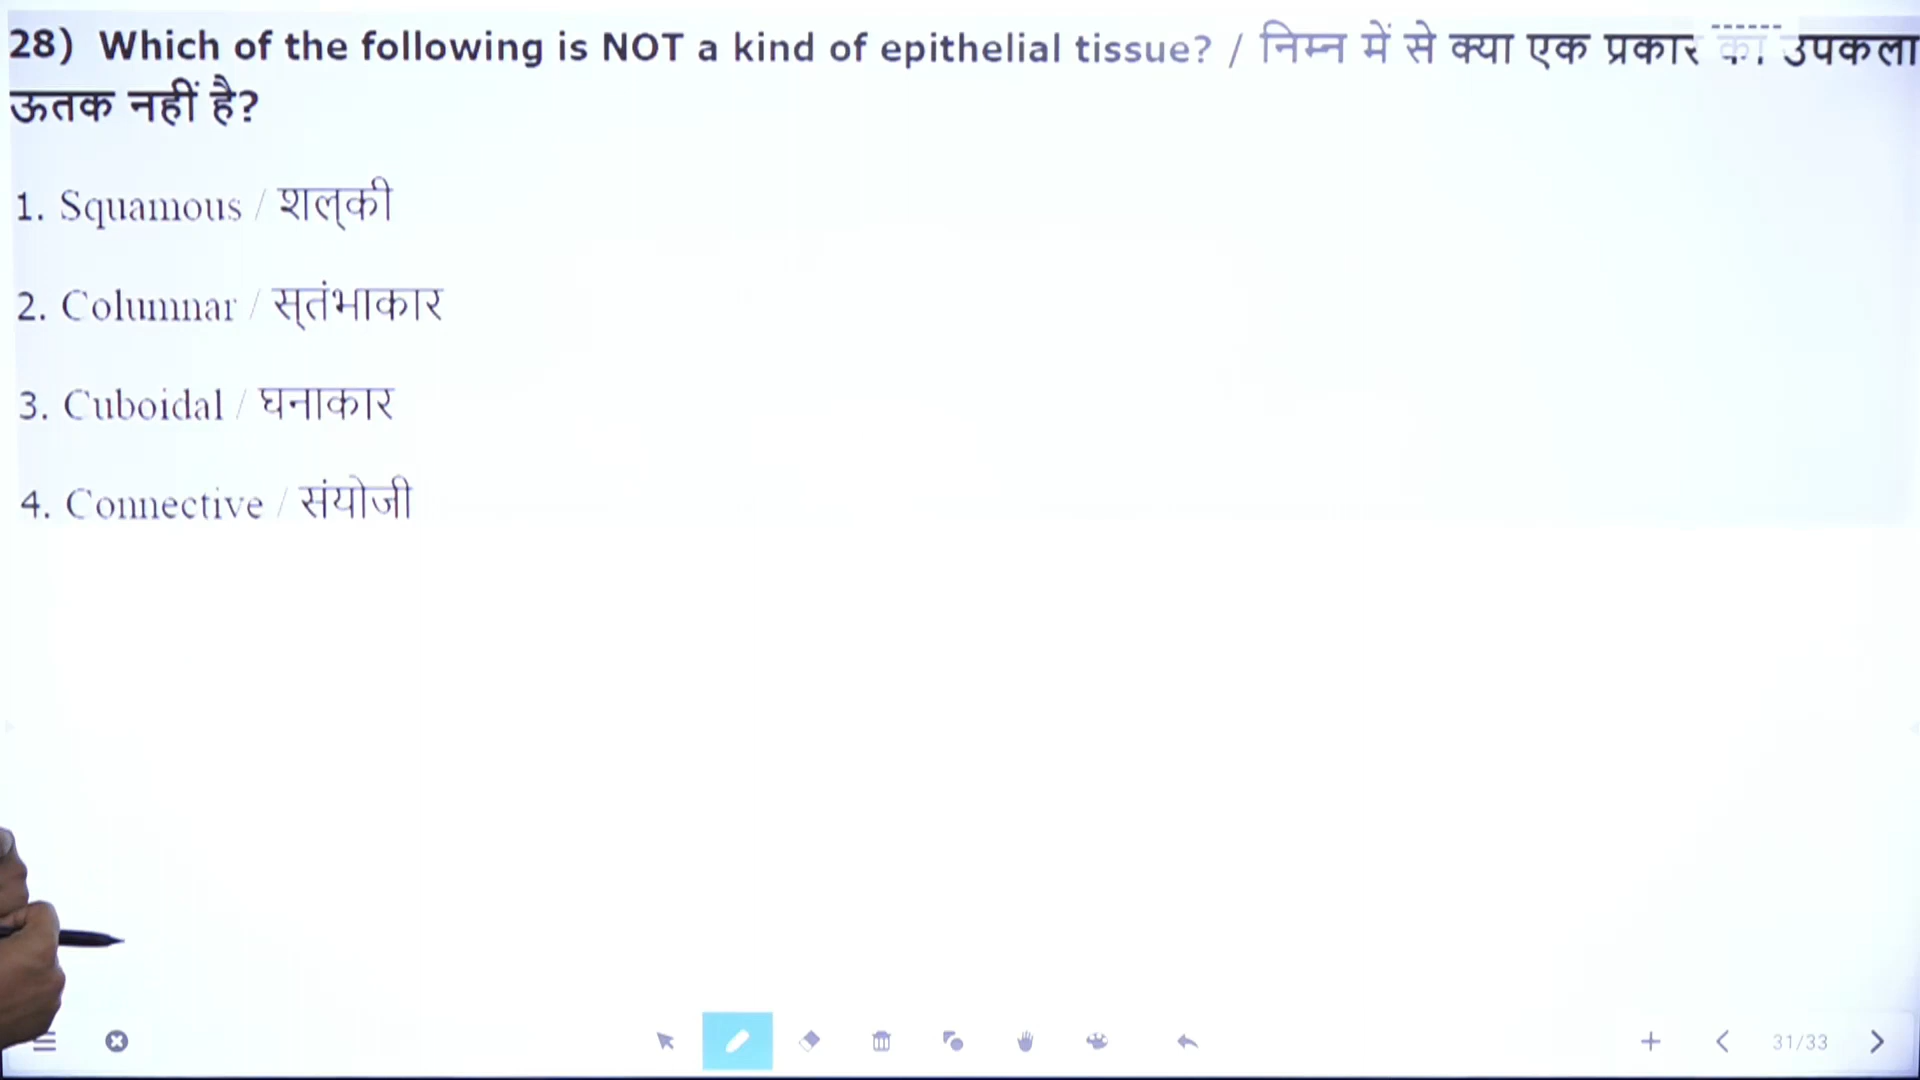 28) Which of the following is NOT a kind of epithelial tissue? / निम्न में से क्या एक प्रकार का उपकला
ऊतक नहीं है?
1. Squamous / शल्की
2. Columnar / स्तंभाकार
3. Cuboidal / घनाकार
4. Connective / संयोजी
31/33